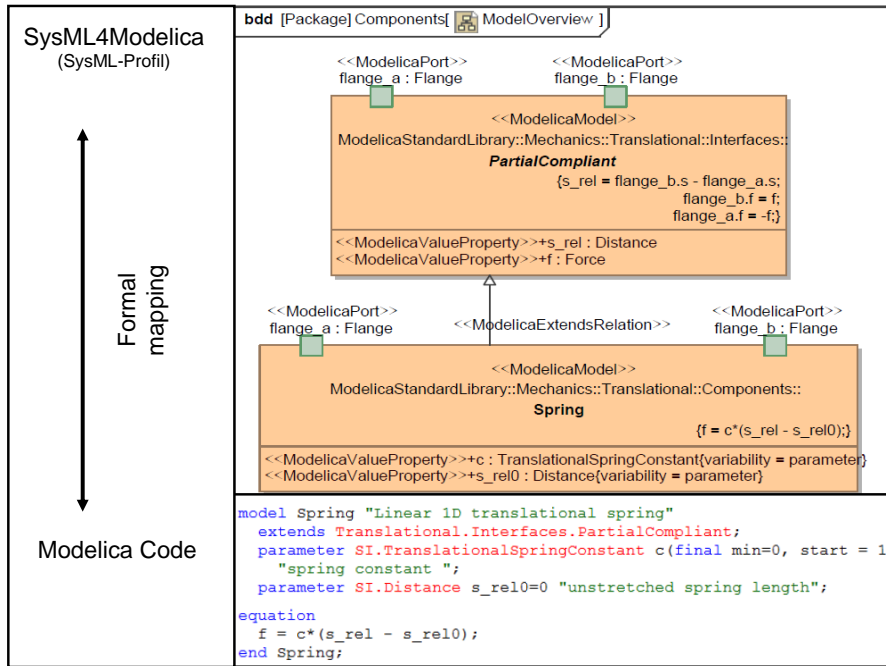 SysML4Modelica
(SysML-Profil)
Formal
mapping
Modelica Code
bdd [Package] Components[ ModelOverview ]
<<ModelicaPort>> <<ModelicaPort>>
flange_a : Flange flange_b : Flange
<<ModelicaModel>>
ModelicaStandardLibrary::Mechanics::Translational::Interfaces::
PartialCompliant
{s_rel = flange_b.s - flange_a.s;
flange_b.f = f;
flange_a.f = -f;}
<<ModelicaValueProperty>>+s_rel : Distance
<<ModelicaValueProperty>>+f : Force
<<ModelicaPort>> <<ModelicaPort>>
flange_a : Flange <<ModelicaExtendsRelation>> flange_b : Flange
<<ModelicaModel>>
ModelicaStandardLibrary::Mechanics::Translational::Components::
Spring
{f = c*(s_rel - s_rel0);}
<<ModelicaValueProperty>>+c : TranslationalSpringConstant{variability = parameter}
<<ModelicaValueProperty>>+s_rel0 : Distance{variability = parameter}
model Spring "Linear 1D translational spring"
extends Translational.Interfaces.PartialCompliant;
parameter SI.TranslationalSpringConstant c(final min=0, start = 1
"spring constant ";
parameter SI.Distance s_rel0=0 "unstretched spring length";
equation
f = c*(s_rel - s_rel0);
end Spring;